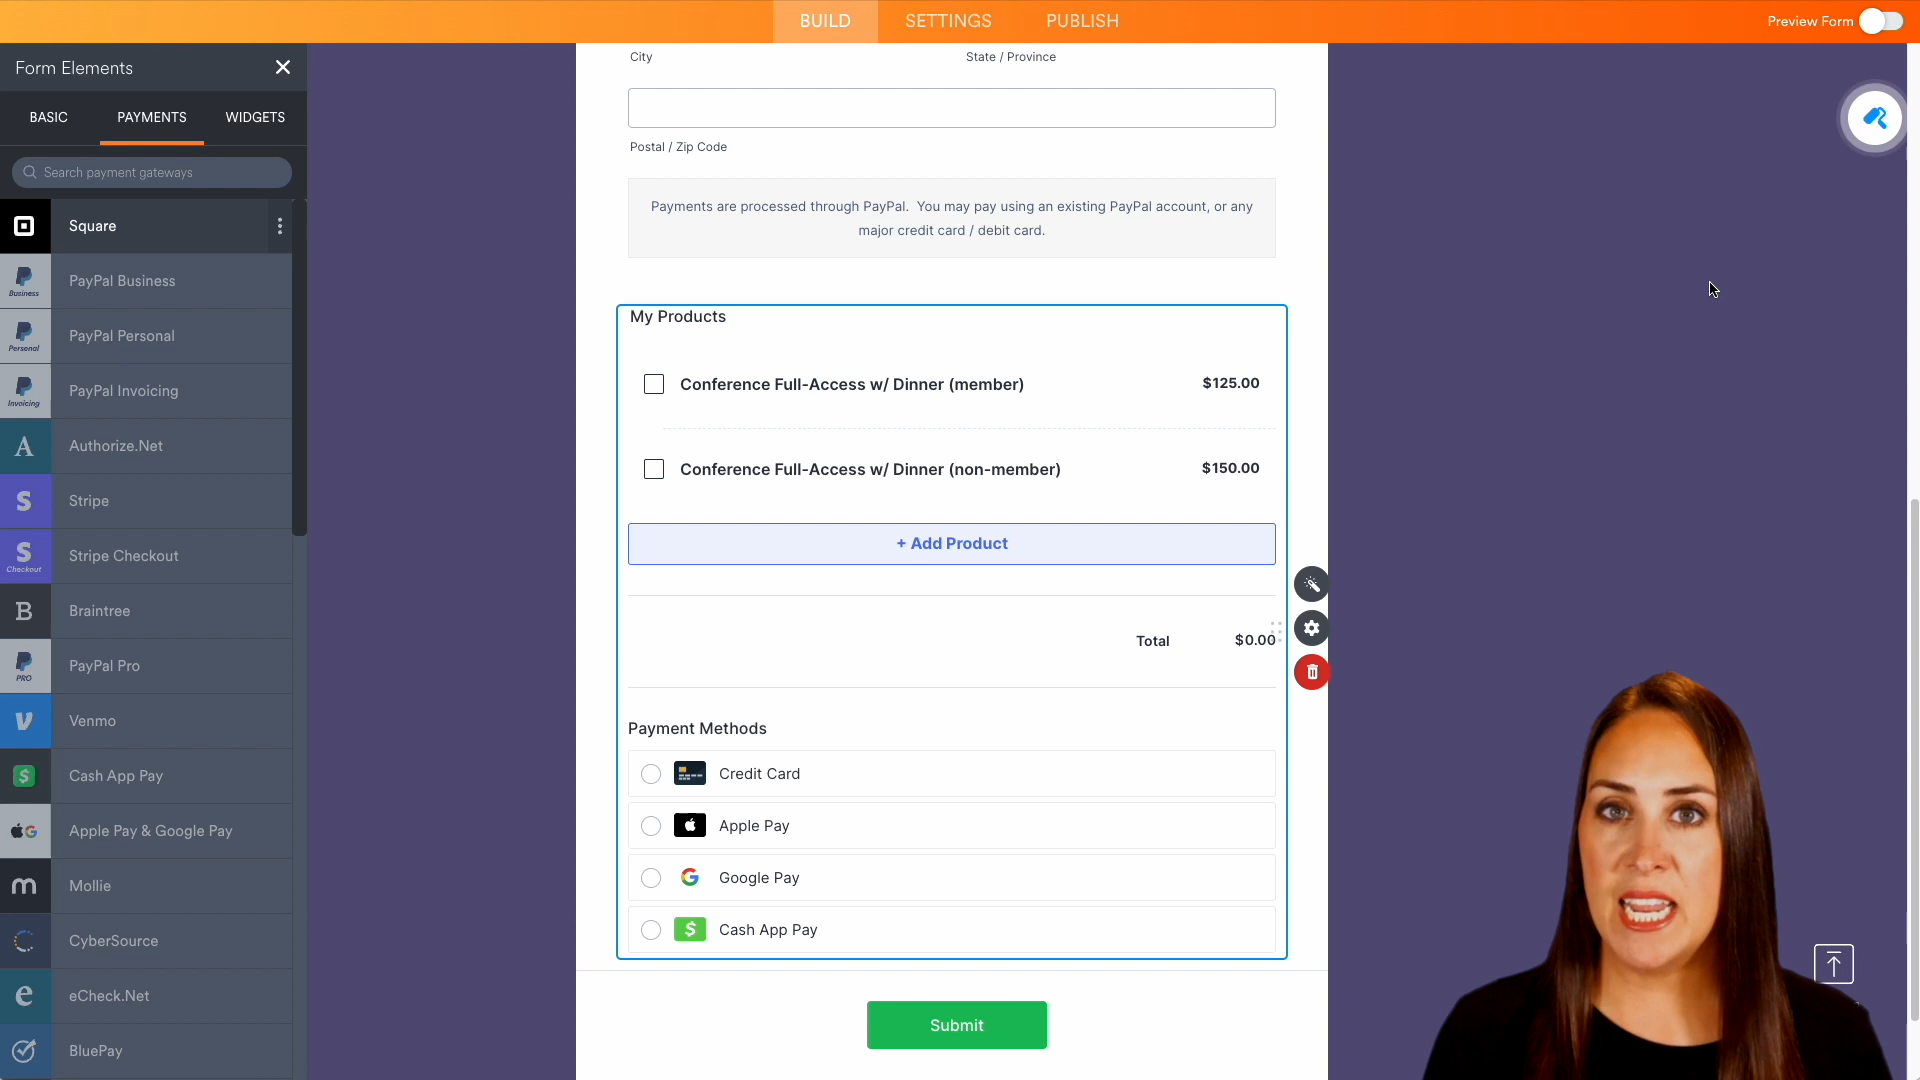 BUILD
SETTINGS
PUBLISH
Preview Form
Form Elements
BASIC
PAYMENTS
WIDGETS
Search payment gateways
Square
Business
PayPal Business
Personal
PayPal Personal
Invoicing
PayPal Invoicing
A
Authorize.Net
S
Stripe
S
Checkout
Stripe Checkout
B
Braintree
PRO
PayPal Pro
Venmo
$
Cash App Pay
G
Apple Pay & Google Pay
m
Mollie
CyberSource
e
eCheck.Net
BluePay
City
State / Province
Postal / Zip Code
Payments are processed through PayPal.  You may pay using an existing PayPal account, or any
major credit card / debit card.
My Products
Conference Full-Access w/ Dinner (member)
$125.00
Conference Full-Access w/ Dinner (non-member)
$150.00
+ Add Product
Total
$0.00
Payment Methods
Credit Card
Apple Pay
G
Google Pay
$
Cash App Pay
Submit